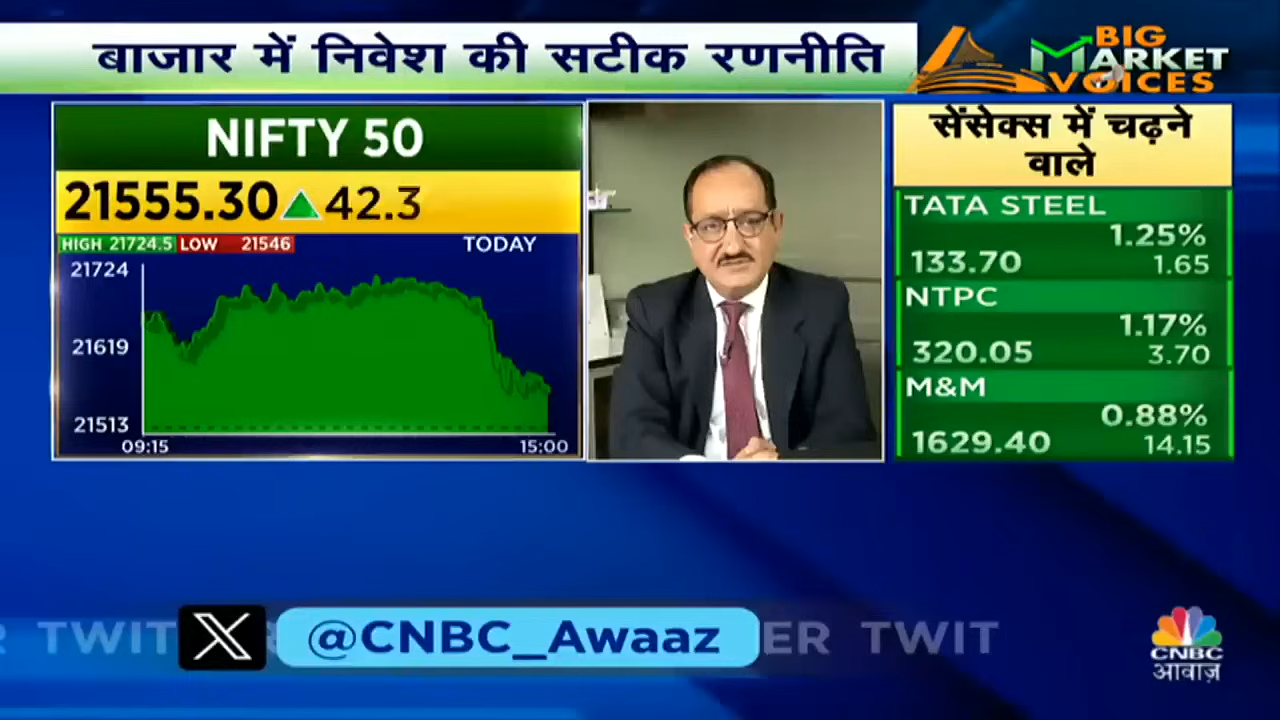 बाजार में निवेश की सटीक रणनीति
BIG
MARKET
VOICES
NIFTY 50
21555.30 42.3
HIGH 21724.5 LOW 21546 TODAY
21724
21619
21513
09:15 15:00
सेंसेक्स में चढ़ने
वाले
TATA STEEL
1.25%
133.70 1.65
NTPC
1.17%
320.05 3.70
M&M
0.88%
1629.40 14.15
R TWIT @CNBC_Awaaz ER TWIT
CNBC
आवाज़